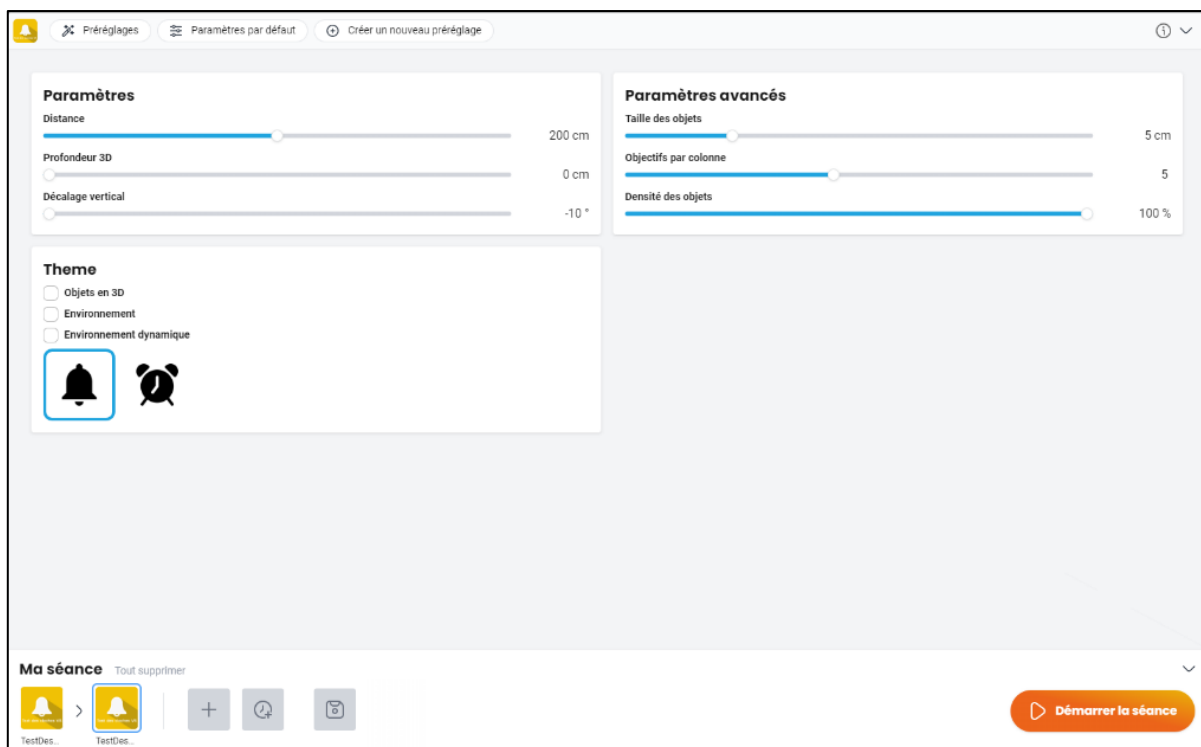 Préréglages
Paramètres par défaut
Créer un nouveau préréglage
Paramètres
Distance
200 cm
Profondeur 3D
0 cm
Décalage vertical
-10 °
Paramètres avancés
Taille des objets
5 cm
Objectifs par colonne
5
Densité des objets
100 %
Theme
Objets en 3D
Environnement
Environnement dynamique
Ma séance Tout supprimer
TestDes...
TestDes...
Démarrer la séance